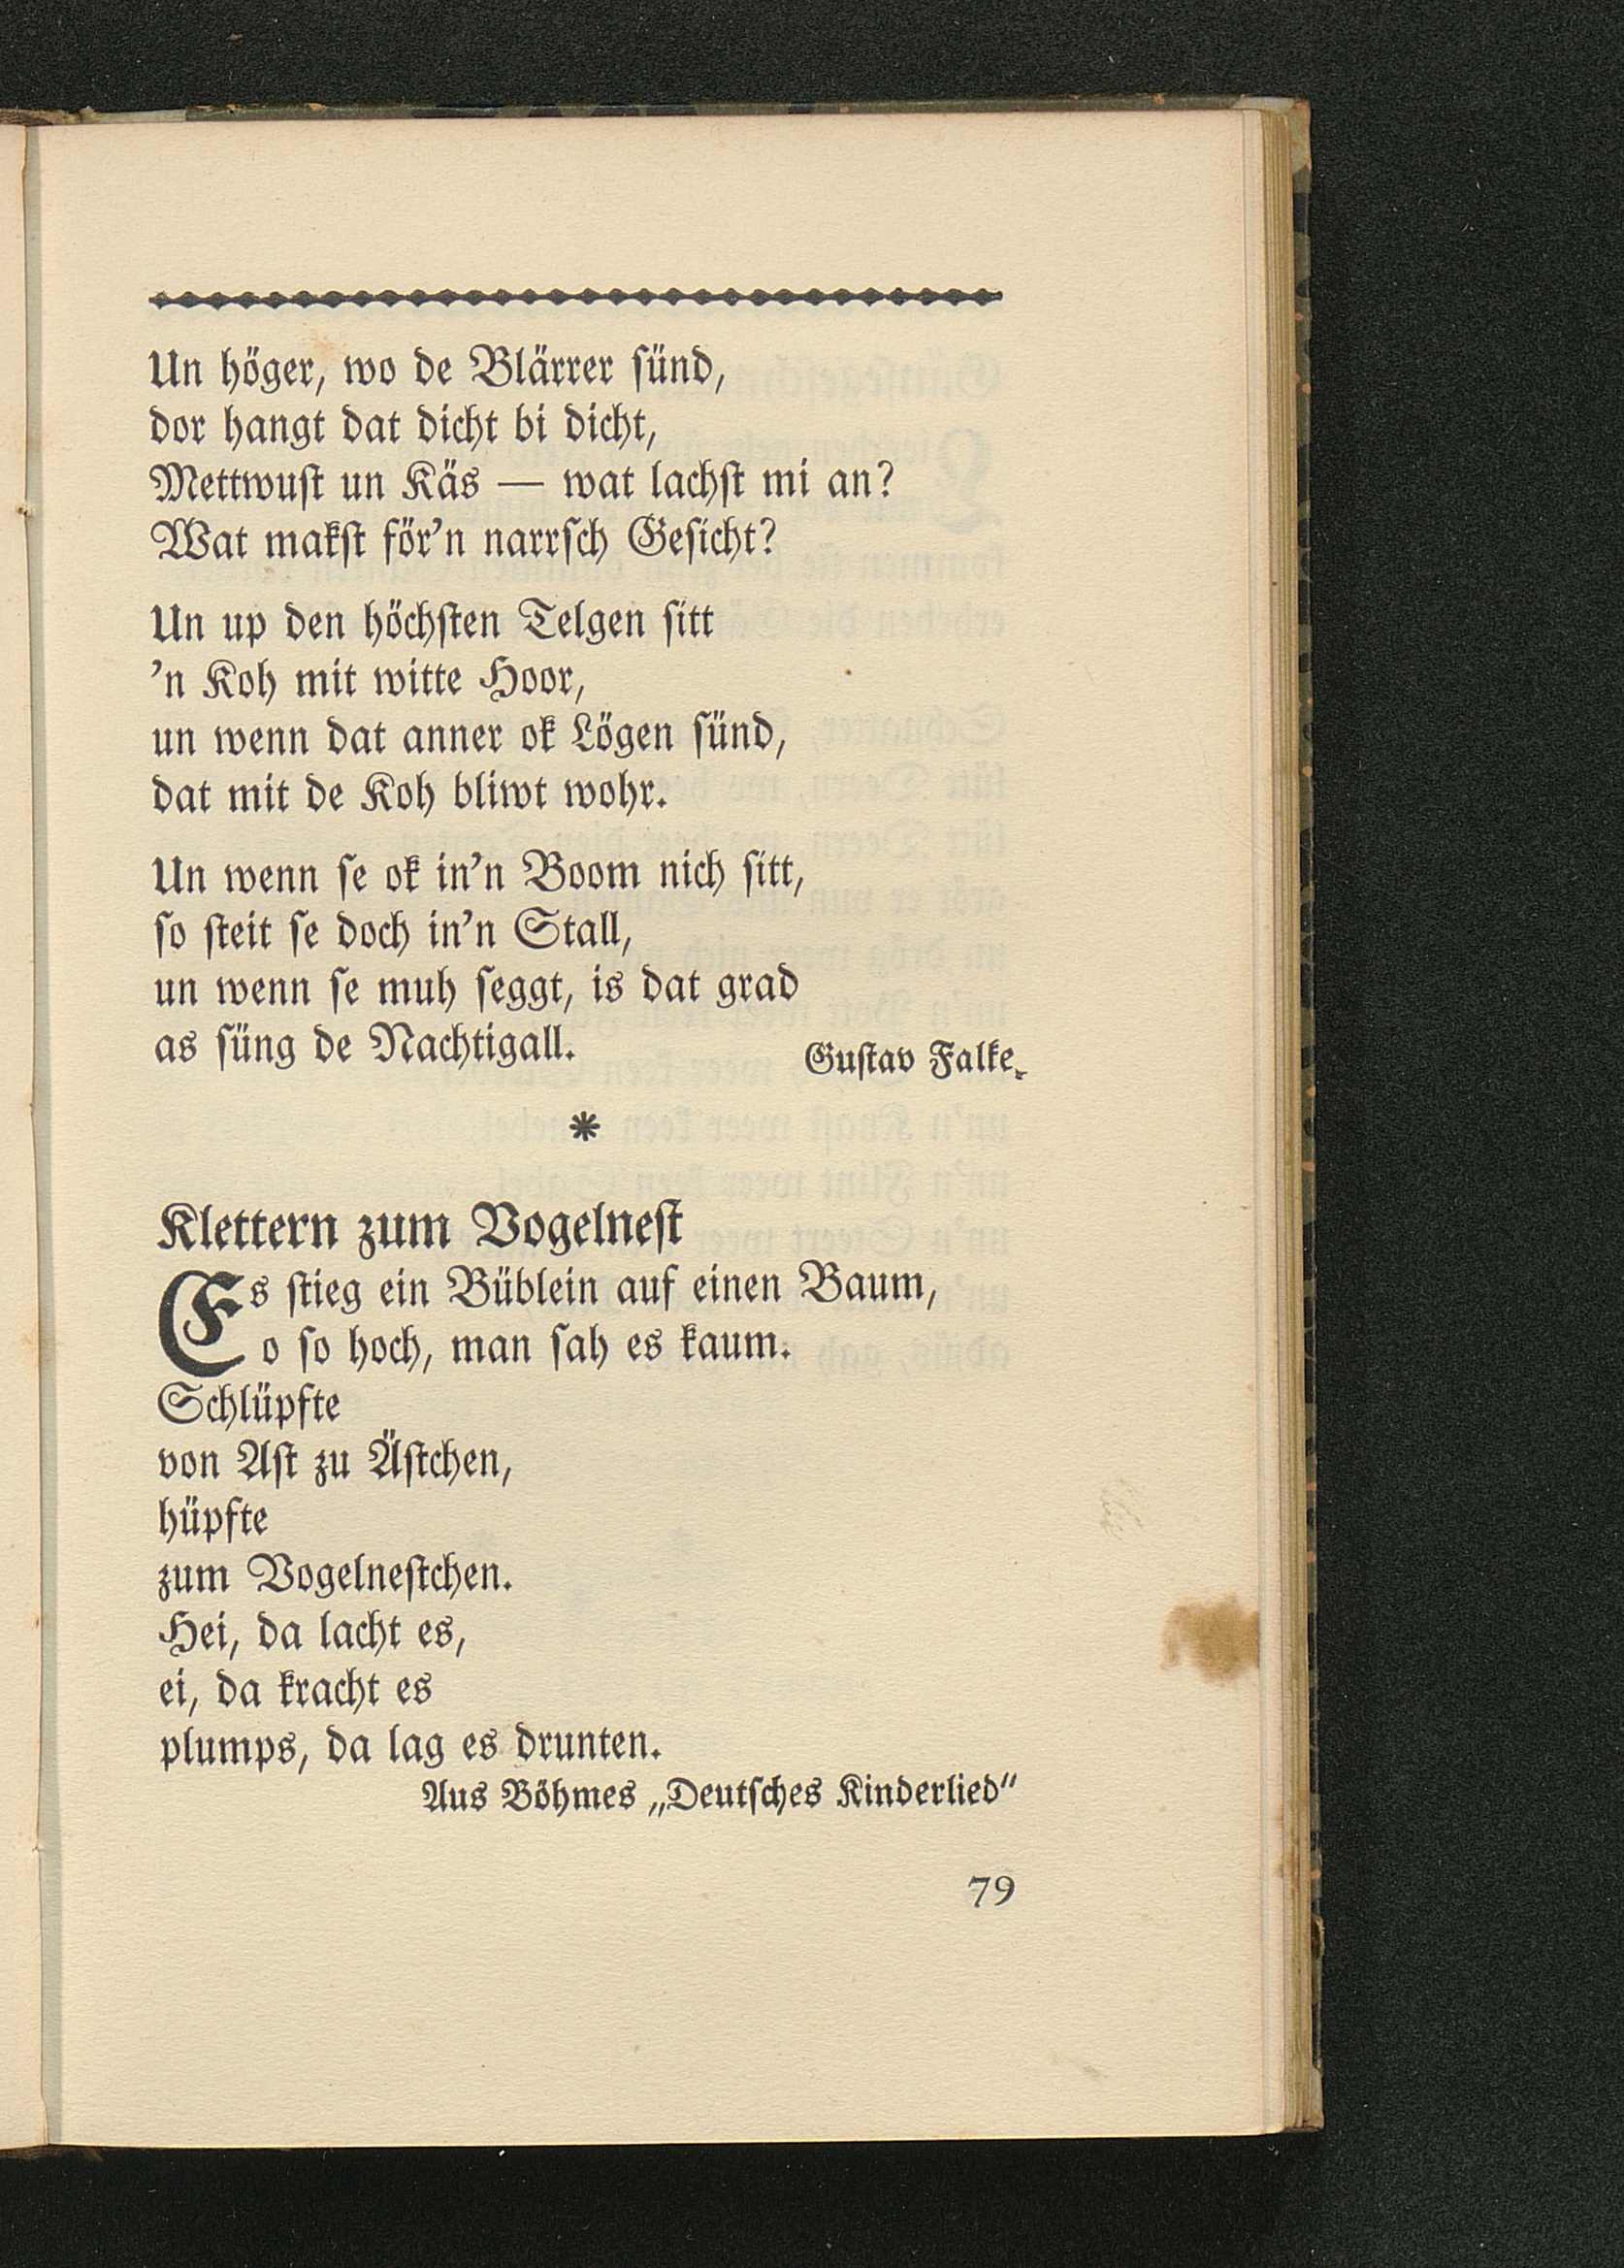 Un höger, wo de Blärrer ſünd,
dor hangt dat dicht bi dicht,
Mettwuſt un Käs — wat lachſt mi an?
Wat makſt för’n narrſch Geſicht?
Un up den höchſten Telgen ſitt
’n Koh mit witte Hoor,
un wenn dat anner ok Lögen ſünd,
dat mit de Koh bliwt wohr.
Un wenn ſe ok in’n Boom nich ſitt,
ſo ſteit ſe doch in’n Stall,
un wenn ſe muh ſeggt, is dat grad
as ſüng de Nachtigall.
Guſtav Falke.
*
Klettern zum Vogelneſt
Es ſtieg ein Büblein auf einen Baum,
o ſo hoch, man ſah es kaum.
Schlüpfte
von Aſt zu Äſtchen,
hüpfte
zum Vogelneſtchen.
Hei, da lacht es,
ei, da kracht es
plumps, da lag es drunten.
Aus Böhmes „Deutſches Kinderlied“
79